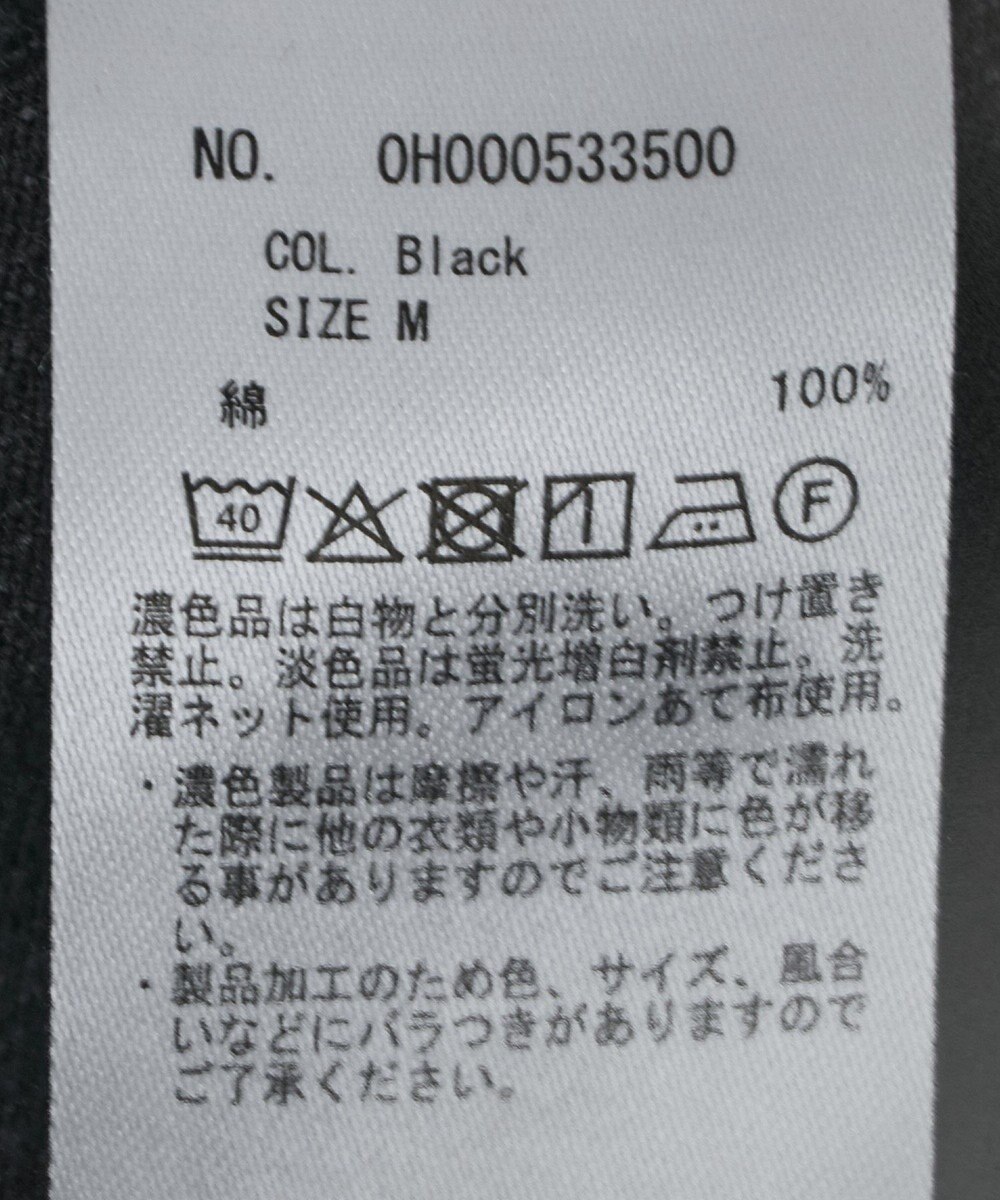 NO. OH000533500
COL. Black
SIZE M
綿 100%
40 F
濃色品は白物と分別洗い。つけ置き
禁止。淡色品は蛍光増白剤禁止。洗
濯ネット使用。アイロンあて布使用。
・濃色製品は摩擦や汗、雨等で濡れ
た際に他の衣類や小物類に色が移
る事がありますのでご注意くださ
い。
・製品加工のため色、サイズ、風合
いなどにバラつきがありますので
ご了承ください。